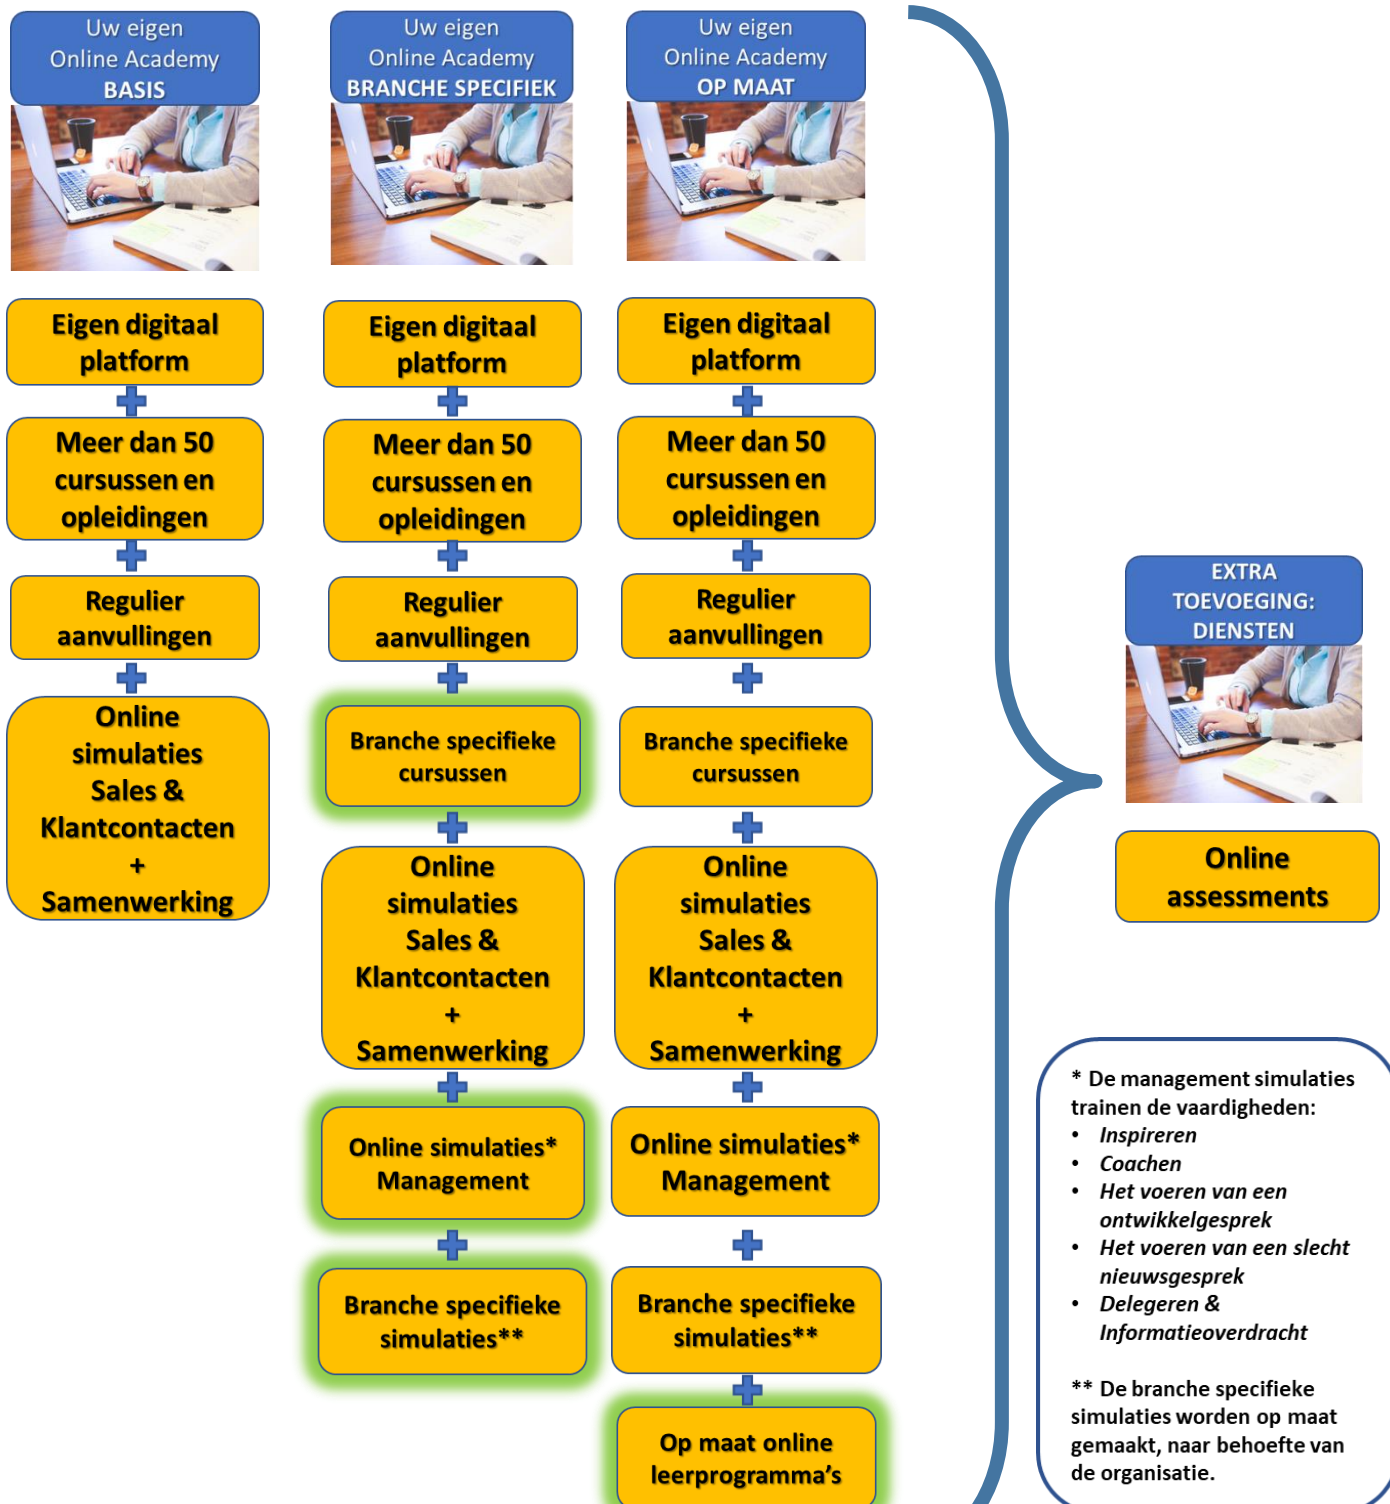 Uw eigen
Online Academy
BASIS
Eigen digitaal
platform
Meer dan 50
cursussen en
opleidingen
Regulier
aanvullingen
Online
simulaties
Sales &
Klantcontacten
+
Samenwerking
Uw eigen
Online Academy
BRANCHE SPECIFIEK
Eigen digitaal
platform
Meer dan 50
cursussen en
opleidingen
Regulier
aanvullingen
Branche specifieke
cursussen
Online
simulaties
Sales &
Klantcontacten
+
Samenwerking
Online simulaties*
Management
Branche specifieke
simulaties**
Uw eigen
Online Academy
OP MAAT
Eigen digitaal
platform
Meer dan 50
cursussen en
opleidingen
Regulier
aanvullingen
Branche specifieke
cursussen
Online
simulaties
Sales &
Klantcontacten
+
Samenwerking
Online simulaties*
Management
Branche specifieke
simulaties**
Op maat online
leerprogramma's
EXTRA
TOEVOEGING:
DIENSTEN
Online
assessments
* De management simulaties
trainen de vaardigheden:
• Inspireren
• Coachen
• Het voeren van een
ontwikkelgesprek
• Het voeren van een slecht
nieuwsgesprek
• Delegeren &
Informatieoverdracht
** De branche specifieke
simulaties worden op maat
gemaakt, naar behoefte van
de organisatie.